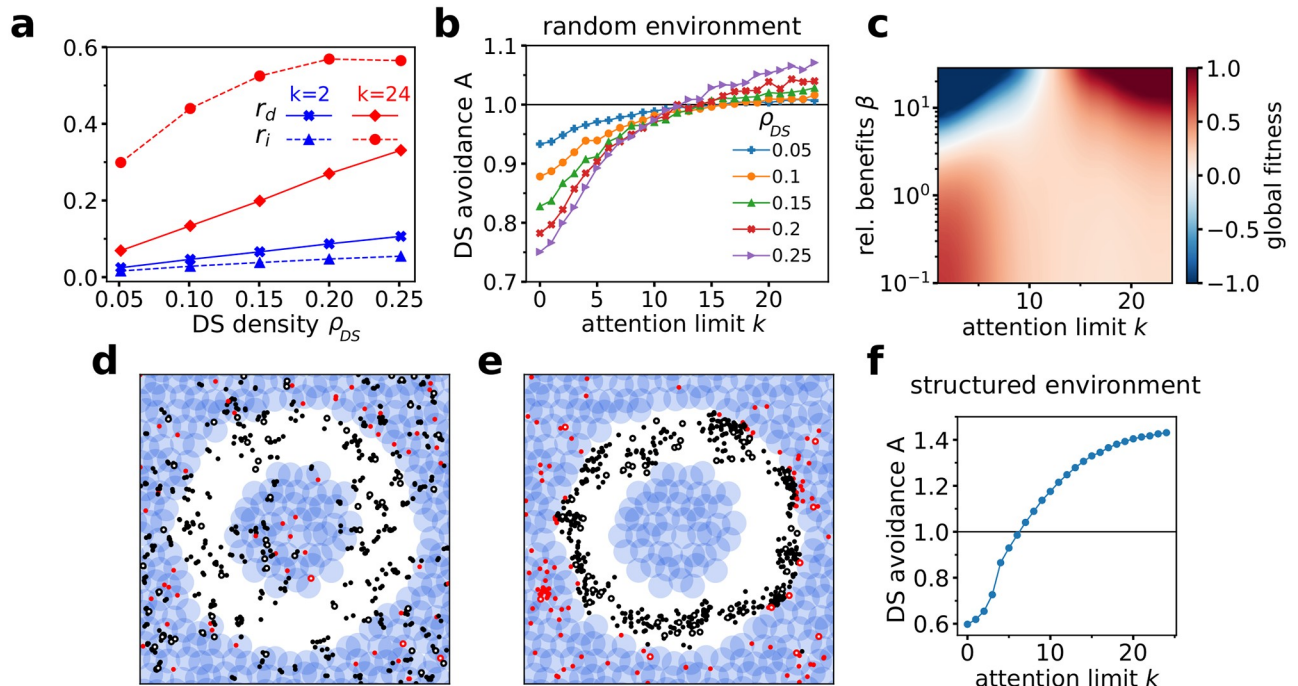 a
0.6
0.4
0.2
0.0
k=2 k=24
r_d
r_i
0.05 0.10 0.15 0.20 0.25
DS density ρ_DS
b
random environment
DS avoidance A
1.1
1.0
0.9
0.8
0.7
ρ_DS
0.05
0.1
0.15
0.2
0.25
0 5 10 15 20
attention limit k
c
rel. benefits β
10¹
10⁰
10⁻¹
10 20
attention limit k
1.0
0.5
0.0
−0.5
−1.0
global fitness
d
e
f
structured environment
DS avoidance A
1.4
1.2
1.0
0.8
0.6
0 10 20
attention limit k